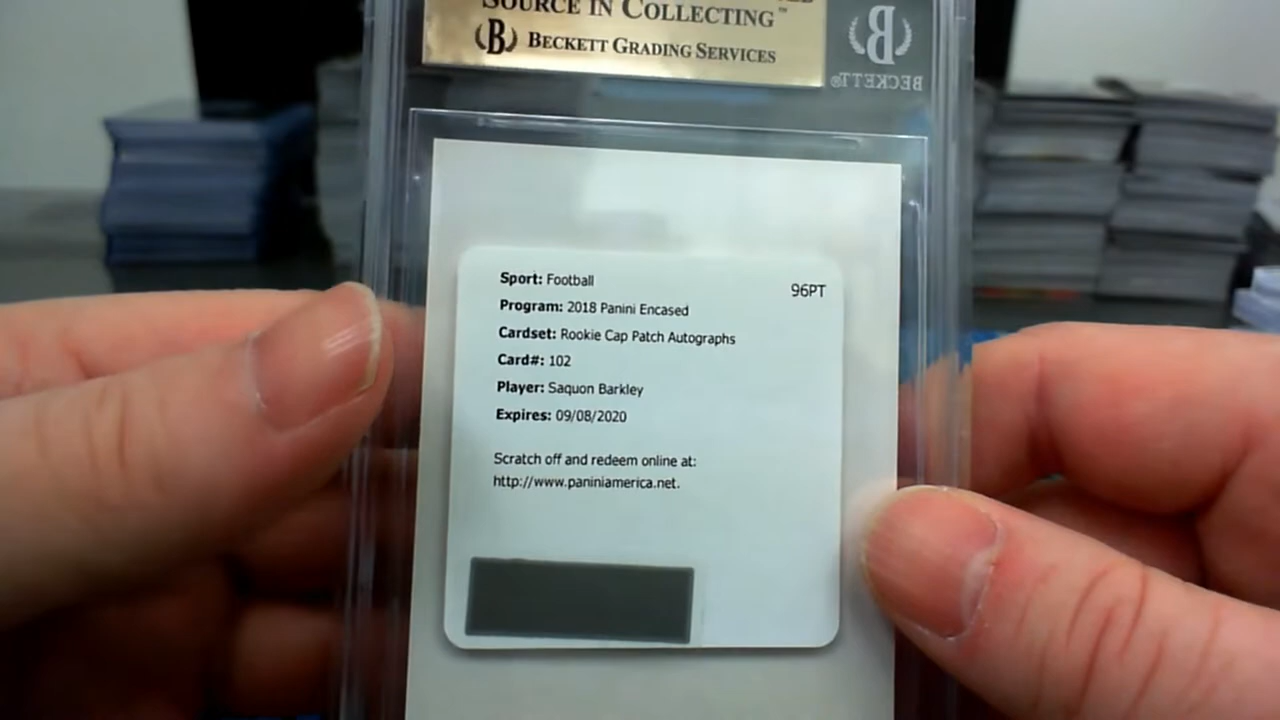 SOURCE IN COLLECTING™
B BECKETT GRADING SERVICES
B
BECKETT®
Sport: Football
96PT
Program: 2018 Panini Encased
Cardset: Rookie Cap Patch Autographs
Card#: 102
Player: Saquon Barkley
Expires: 09/08/2020
Scratch off and redeem online at:
http://www.paniniamerica.net.